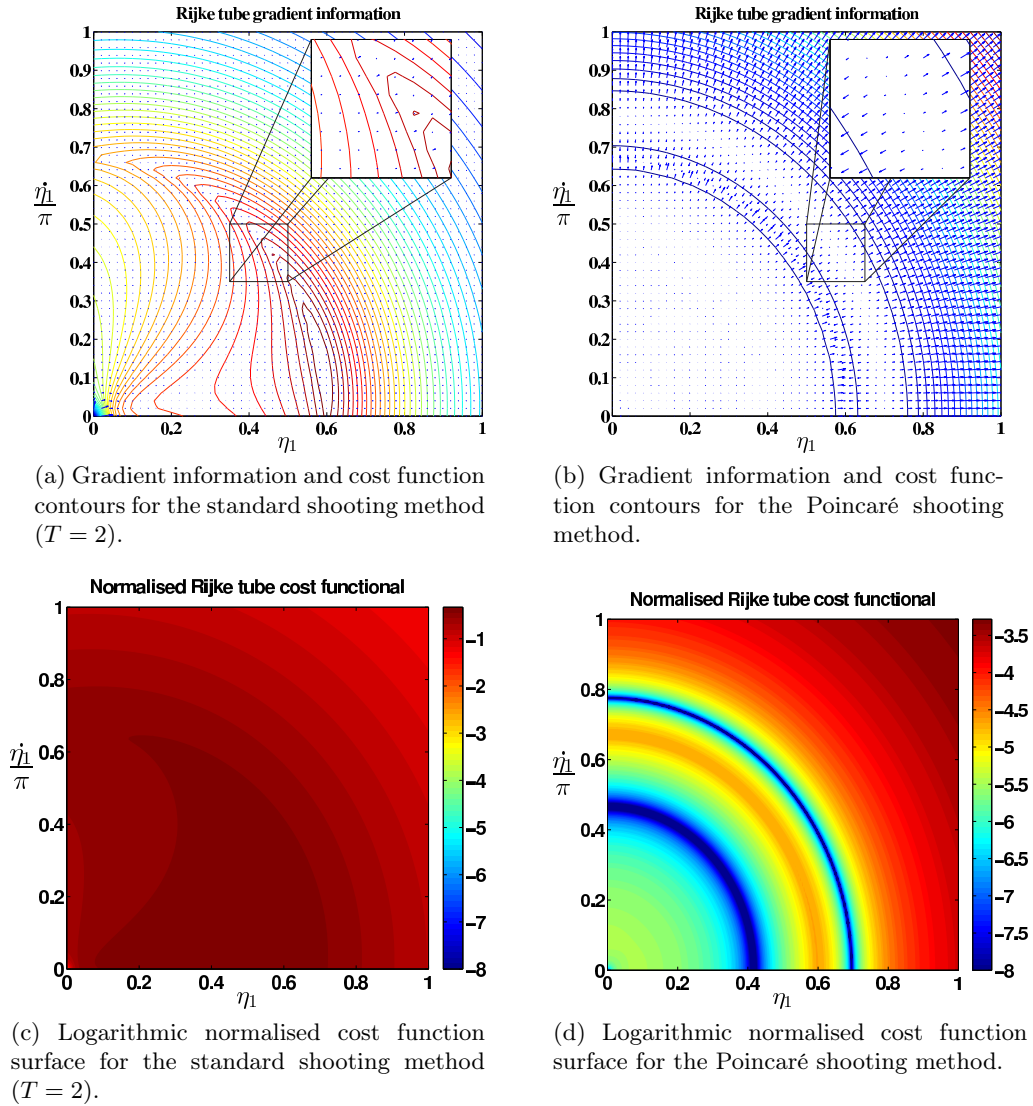 Rijke tube gradient information
1
0.9
0.8
0.7
0.6
η̇₁/π
0.5
0.4
0.3
0.2
0.1
0
0 0.2 0.4 0.6 0.8 1
η₁
(a) Gradient information and cost function
contours for the standard shooting method
(T = 2).
Rijke tube gradient information
1
0.9
0.8
0.7
0.6
η̇₁/π
0.5
0.4
0.3
0.2
0.1
0
0 0.2 0.4 0.6 0.8 1
η₁
(b) Gradient information and cost func-
tion contours for the Poincaré shooting
method.
Normalised Rijke tube cost functional
1
0.8
0.6
η̇₁/π
0.4
0.2
0
0 0.2 0.4 0.6 0.8 1
η₁
−1
−2
−3
−4
−5
−6
−7
−8
(c) Logarithmic normalised cost function
surface for the standard shooting method
(T = 2).
Normalised Rijke tube cost functional
1
0.8
0.6
η̇₁/π
0.4
0.2
0
0 0.2 0.4 0.6 0.8 1
η₁
−3.5
−4
−4.5
−5
−5.5
−6
−6.5
−7
−7.5
−8
(d) Logarithmic normalised cost function
surface for the Poincaré shooting method.